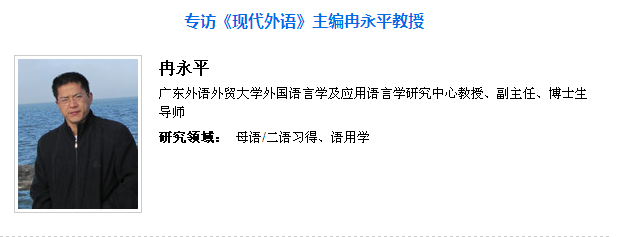 专访《现代外语》主编冉永平教授
冉永平
广东外语外贸大学外国语言学及应用语言学研究中心教授、副主任、博士生
导师
研究领域： 母语/二语习得、语用学